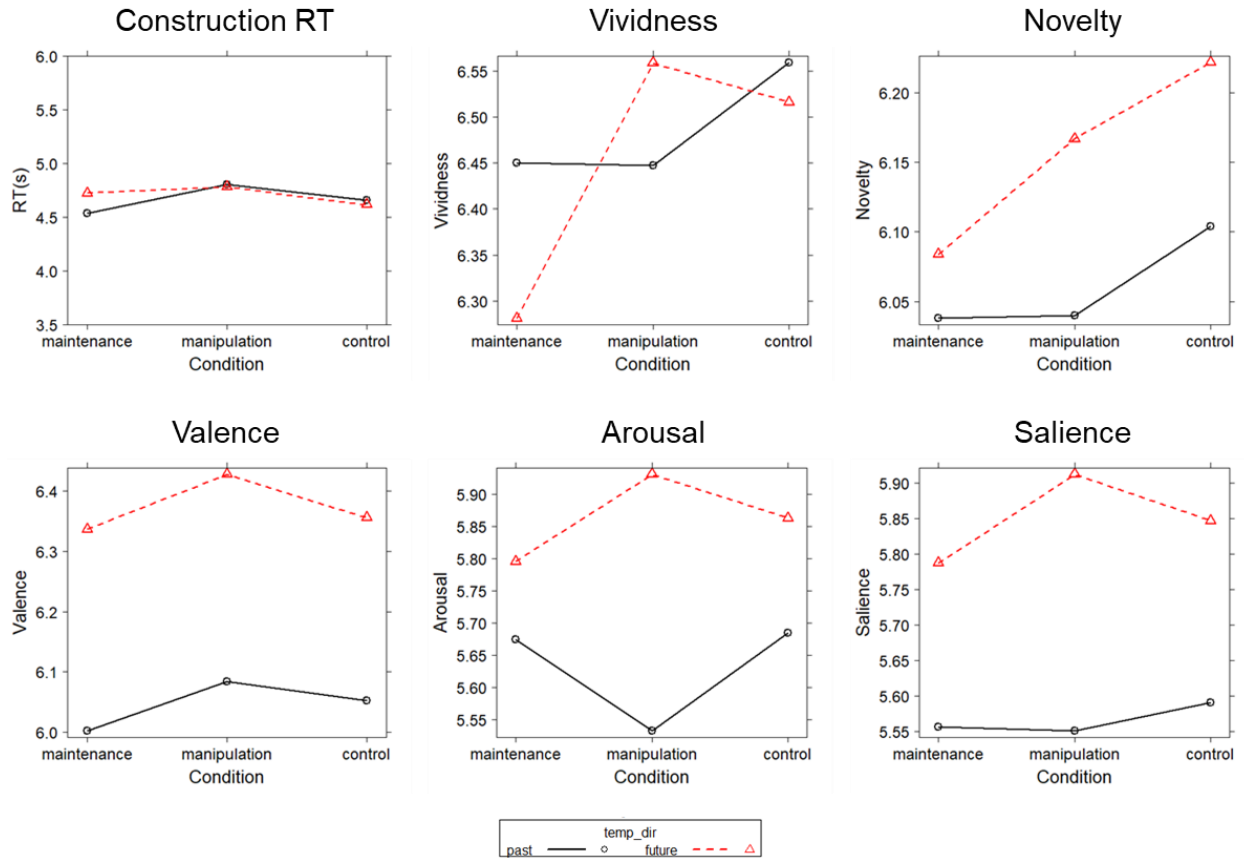 Construction RT
Vividness
Novelty
6.0
5.5
5.0
4.5
4.0
3.5
RT(s)
maintenance manipulation control
Condition
6.55
6.50
6.45
6.40
6.35
6.30
Vividness
maintenance manipulation control
Condition
6.20
6.15
6.10
6.05
Novelty
maintenance manipulation control
Condition
Valence
Arousal
Salience
6.4
6.3
6.2
6.1
6.0
Valence
maintenance manipulation control
Condition
5.90
5.85
5.80
5.75
5.70
5.65
5.60
5.55
Arousal
maintenance manipulation control
Condition
5.90
5.85
5.80
5.75
5.70
5.65
5.60
5.55
Salience
maintenance manipulation control
Condition
temp_dir
past future